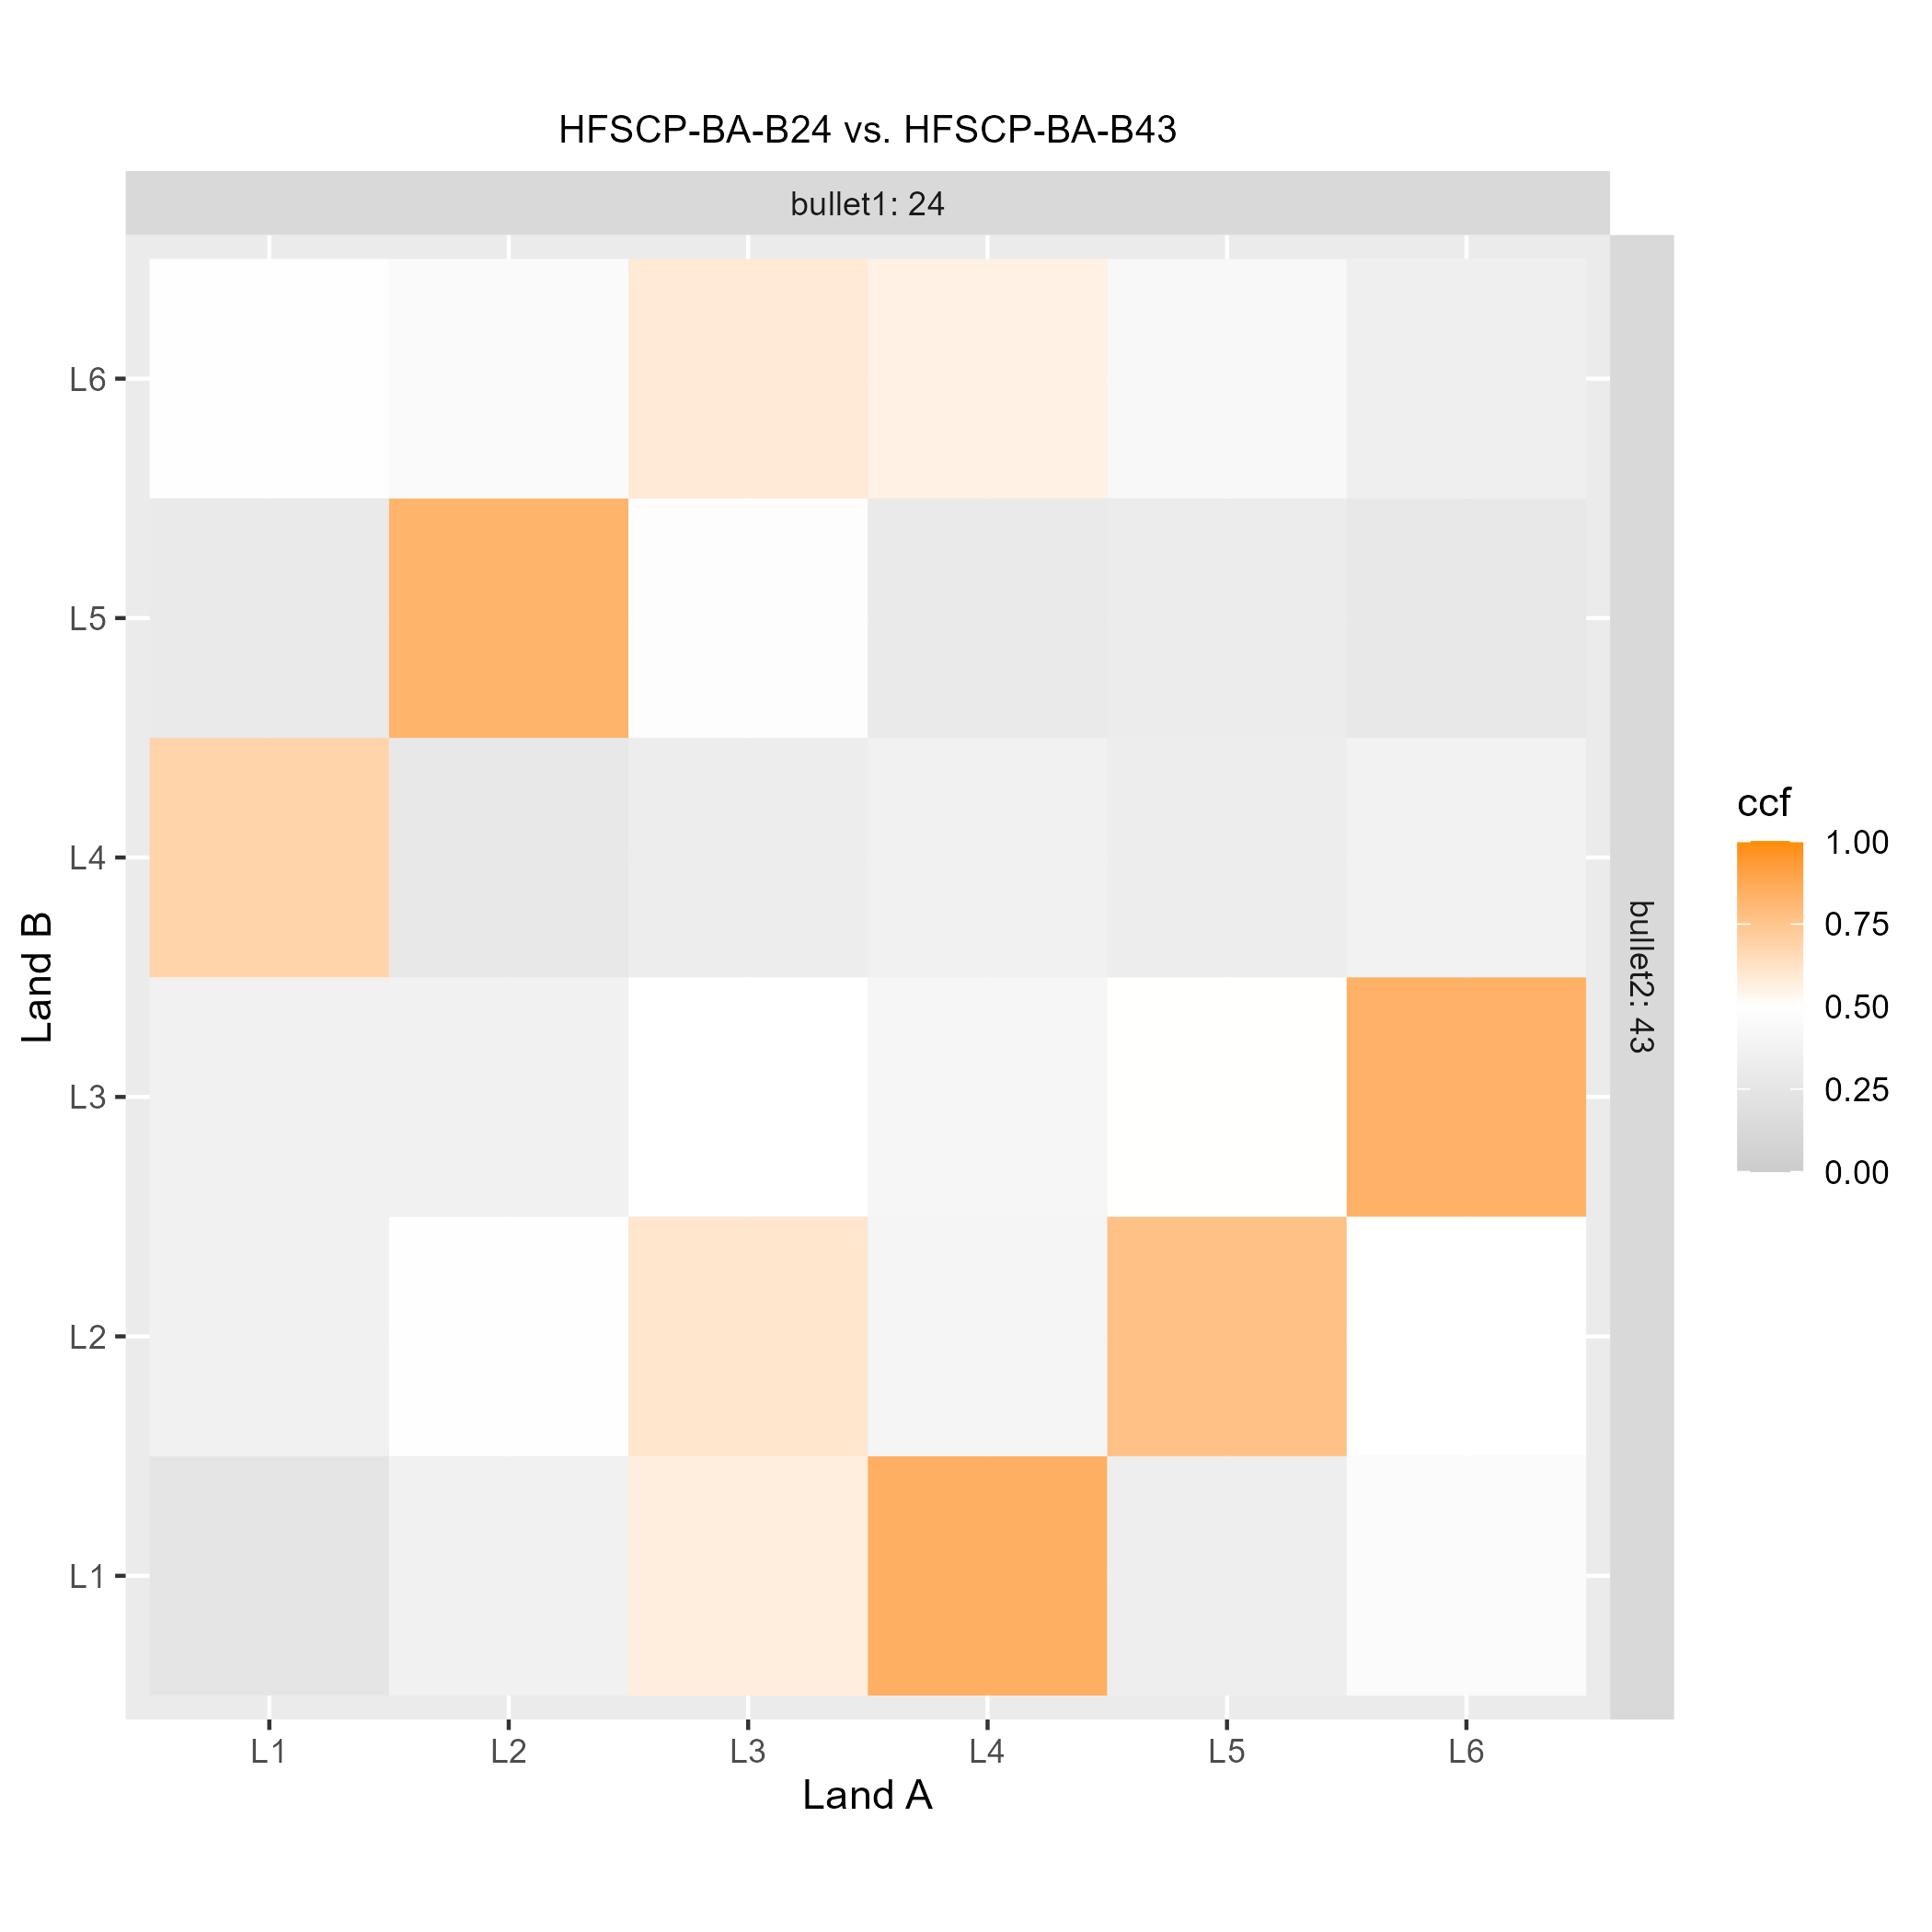 HFSCP-BA-B24 vs. HFSCP-BA-B43
bullet1: 24
L6
L5
L4
L3
L2
L1
Land B
bullet2: 43
L1 L2 L3 L4 L5 L6
Land A
ccf
1.00
0.75
0.50
0.25
0.00